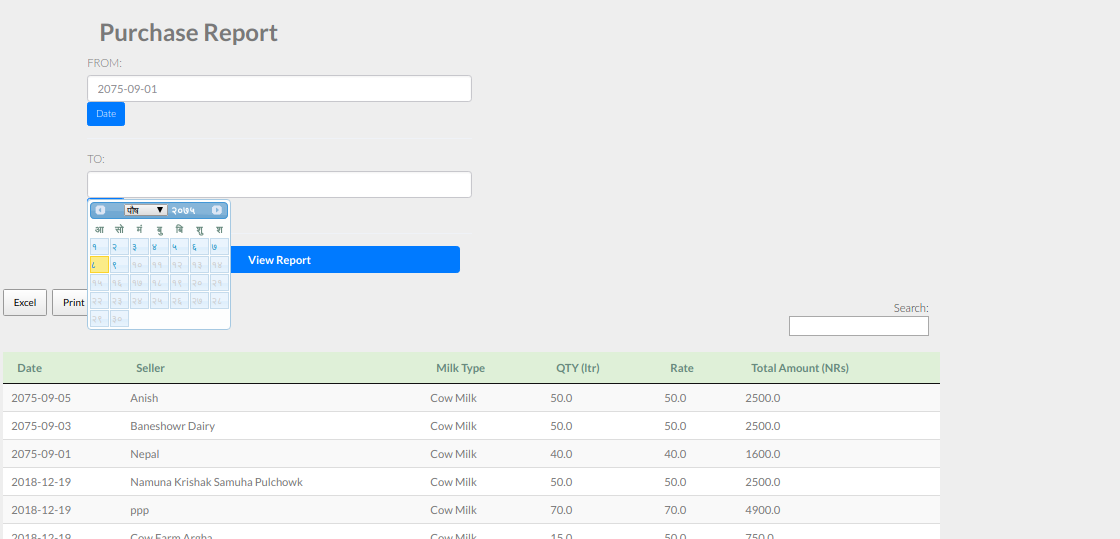 Purchase Report
FROM:
2075-09-01
Date
TO:
पौष २०७५
आ सो मं बु बि शु श
१ २ ३ ४ ५ ६ ७
८ ९ १० ११ १२ १३ १४
१५ १६ १७ १८ १९ २० २१
२२ २३ २४ २५ २६ २७ २८
२९ ३०
View Report
Excel Print
Search:
Date Seller Milk Type QTY (ltr) Rate Total Amount (NRs)
2075-09-05 Anish Cow Milk 50.0 50.0 2500.0
2075-09-03 Baneshowr Dairy Cow Milk 50.0 50.0 2500.0
2075-09-01 Nepal Cow Milk 40.0 40.0 1600.0
2018-12-19 Namuna Krishak Samuha Pulchowk Cow Milk 50.0 50.0 2500.0
2018-12-19 ppp Cow Milk 70.0 70.0 4900.0
2018-12-19 Cow Farm Argha Cow Milk 15.0 50.0 750.0